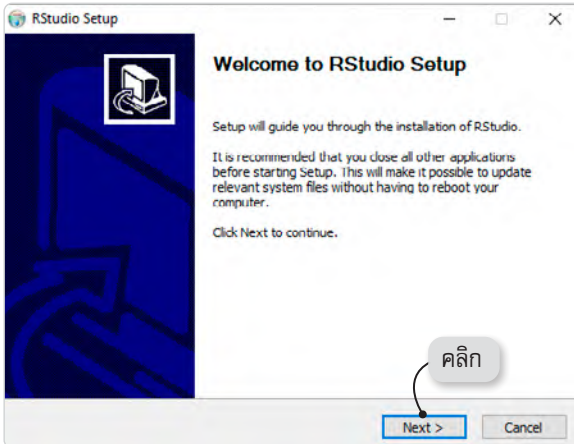 RStudio Setup
Welcome to RStudio Setup
Setup will guide you through the installation of RStudio.
It is recommended that you close all other applications
before starting Setup. This will make it possible to update
relevant system files without having to reboot your
computer.
Click Next to continue.
คลิก
Next >
Cancel